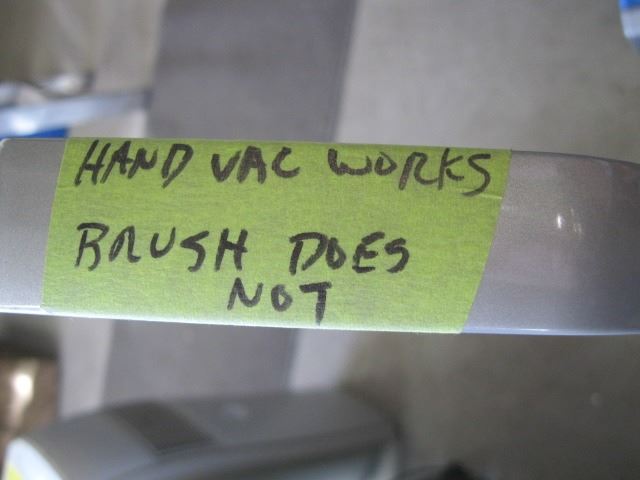 HAND VAC WORKS
BRUSH DOES
NOT